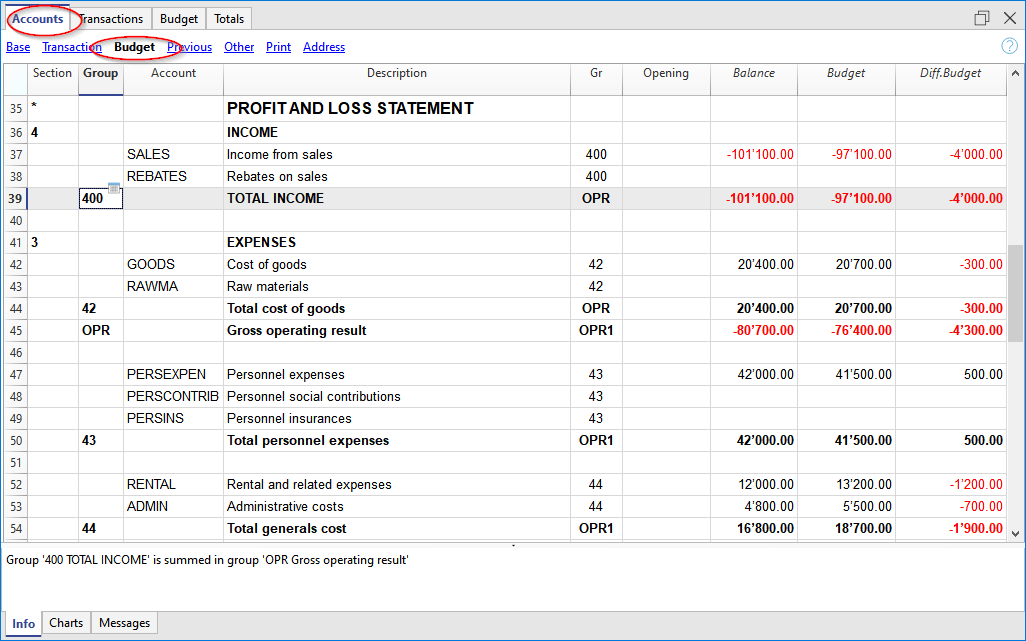 Accounts Transactions Budget Totals
Base Transaction Budget Previous Other Print Address ?
Section Group Account Description Gr Opening Balance Budget Diff.Budget
35 * PROFIT AND LOSS STATEMENT
36 4 INCOME
37 SALES Income from sales 400 -101'100.00 -97'100.00 -4'000.00
38 REBATES Rebates on sales 400
39 400 TOTAL INCOME OPR -101'100.00 -97'100.00 -4'000.00
40
41 3 EXPENSES
42 GOODS Cost of goods 42 20'400.00 20'700.00 -300.00
43 RAWMA Raw materials 42
44 42 Total cost of goods OPR 20'400.00 20'700.00 -300.00
45 OPR Gross operating result OPR1 -80'700.00 -76'400.00 -4'300.00
46
47 PERSEXPEN Personnel expenses 43 42'000.00 41'500.00 500.00
48 PERSCONTRIB Personnel social contributions 43
49 PERSINS Personnel insurances 43
50 43 Total personnel expenses OPR1 42'000.00 41'500.00 500.00
51
52 RENTAL Rental and related expenses 44 12'000.00 13'200.00 -1'200.00
53 ADMIN Administrative costs 44 4'800.00 5'500.00 -700.00
54 44 Total generals cost OPR1 16'800.00 18'700.00 -1'900.00
Group '400 TOTAL INCOME' is summed in group 'OPR Gross operating result'
Info Charts Messages